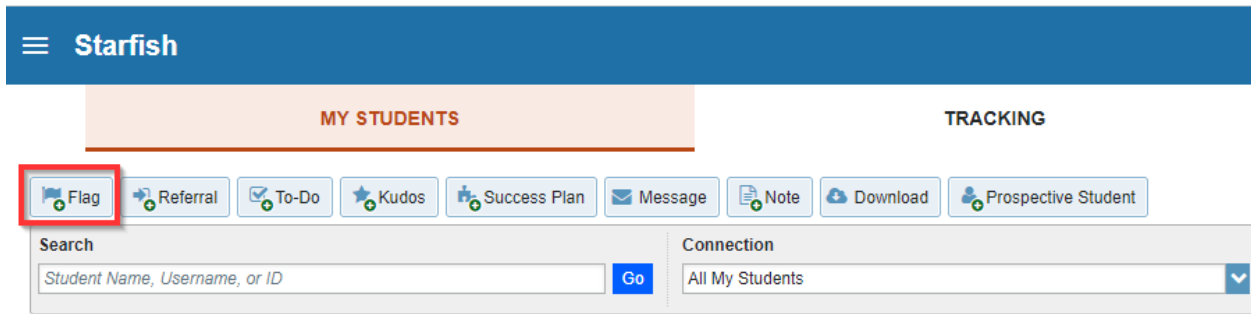 Starfish
MY STUDENTS TRACKING
Flag Referral To-Do Kudos Success Plan Message Note Download Prospective Student
Search Connection
Student Name, Username, or ID Go All My Students